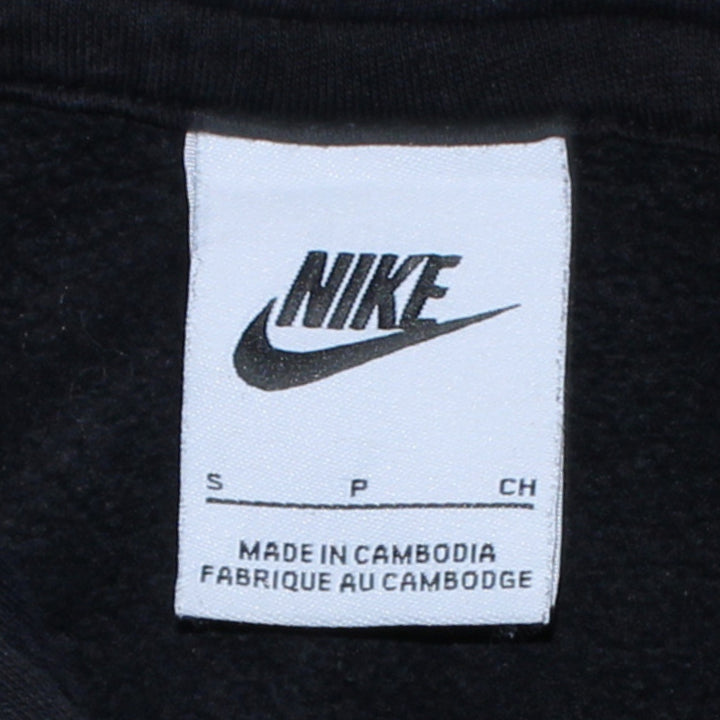 NIKE
S P CH
MADE IN CAMBODIA
FABRIQUE AU CAMBODGE